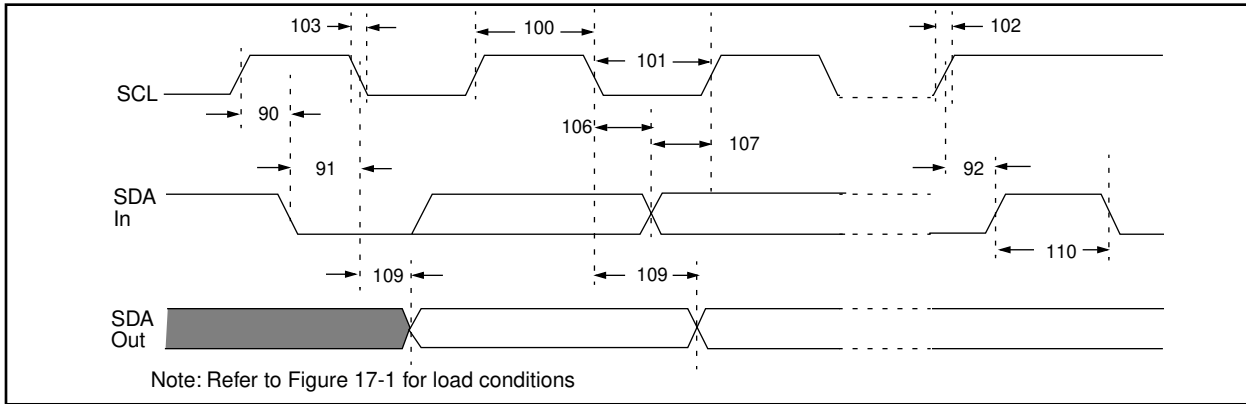 103
100
102
101
SCL
90
106
107
91
92
SDA
In
109
109
110
SDA
Out
Note: Refer to Figure 17-1 for load conditions